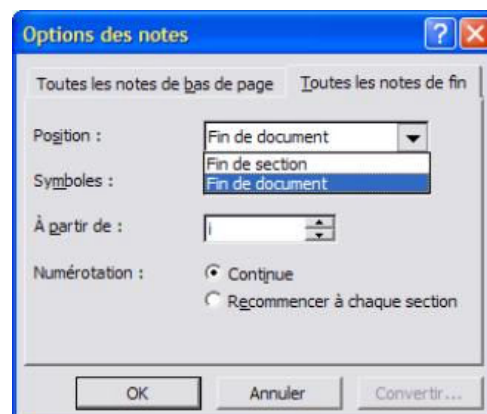 Options des notes
Toutes les notes de bas de page
Toutes les notes de fin
Position :
Fin de document
Fin de section
Fin de document
Symboles :
À partir de :
i
Numérotation :
Continue
Recommencer à chaque section
OK
Annuler
Convertir...